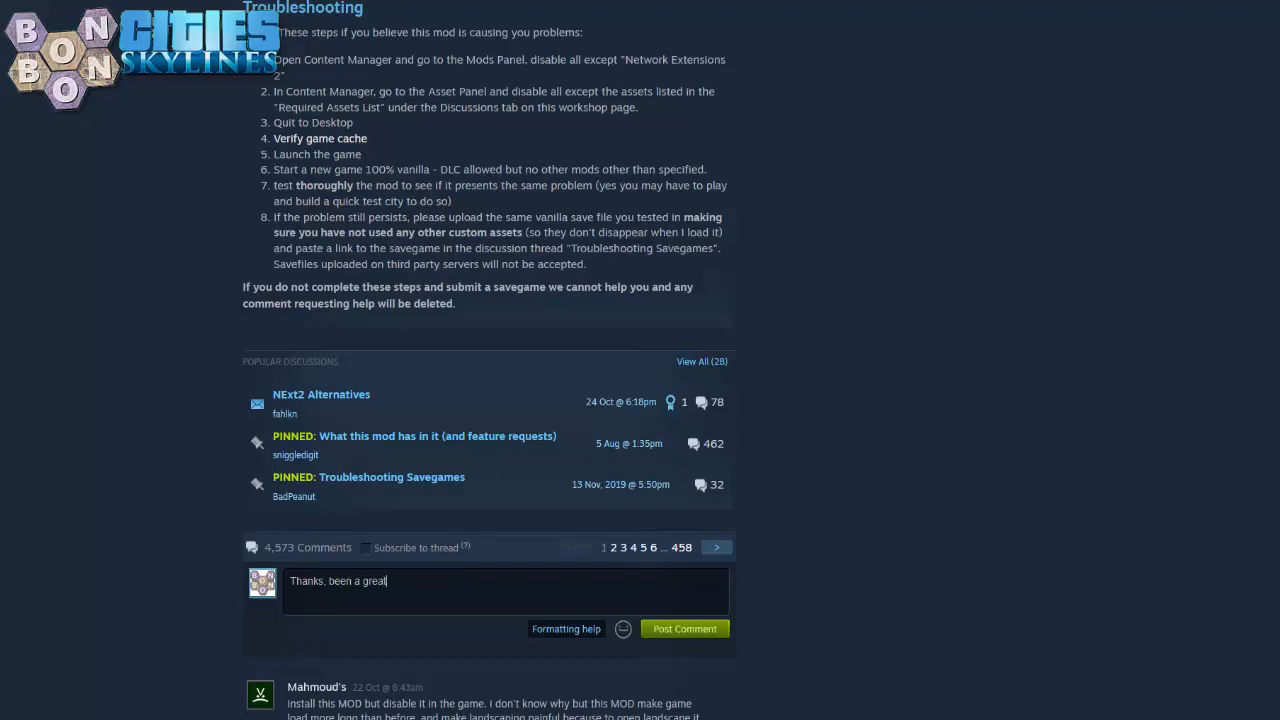 BON
BON
O
CITIES
SKYLINES
Troubleshooting
These steps if you believe this mod is causing you problems:
Open Content Manager and go to the Mods Panel, disable all except "Network Extensions
2"
2. In Content Manager, go to the Asset Panel and disable all except the assets listed in the
"Required Assets List" under the Discussions tab on this workshop page.
3. Quit to Desktop
4. Verify game cache
5. Launch the game
6. Start a new game 100% vanilla - DLC allowed but no other mods other than specified.
7. test thoroughly the mod to see if it presents the same problem (yes you may have to play
and build a quick test city to do so)
8. If the problem still persists, please upload the same vanilla save file you tested in making
sure you have not used any other custom assets (so they don't disappear when I load it)
and paste a link to the savegame in the discussion thread "Troubleshooting Savegames".
Savefiles uploaded on third party servers will not be accepted.
If you do not complete these steps and submit a savegame we cannot help you and any
comment requesting help will be deleted.
POPULAR DISCUSSIONS View All (28)
NExt2 Alternatives 24 Oct @ 6:18pm 1 78
fahlkn
PINNED: What this mod has in it (and feature requests) 5 Aug @ 1:35pm 462
sniggledigit
PINNED: Troubleshooting Savegames 13 Nov, 2019 @ 5:50pm 32
BadPeanut
4,573 Comments Subscribe to thread (?) 1 2 3 4 5 6 ... 458 >
Thanks, been a great
Formatting help Post Comment
Mahmoud's 22 Oct @ 6:43am
Install this MOD but disable it in the game. I don't know why but this MOD make game
load more long than before, and make landscaping painful because to open landscape it